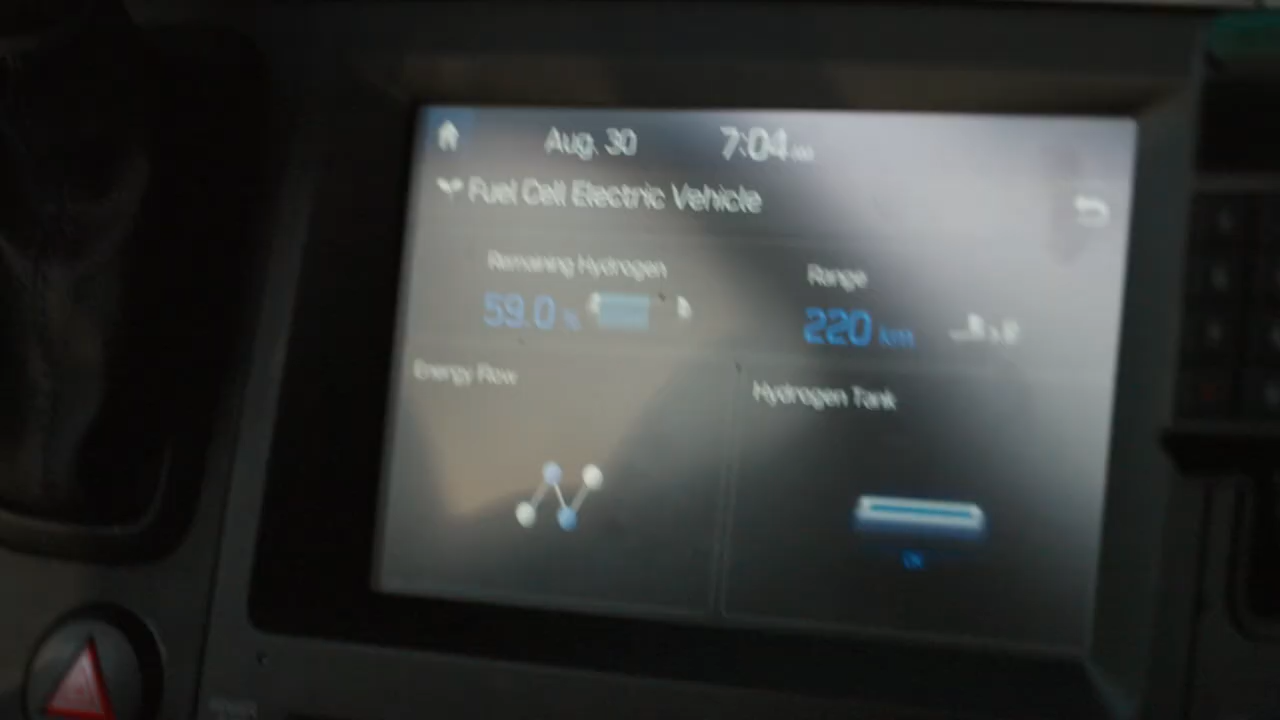 Aug. 30 7:04
Fuel Cell Electric Vehicle
Remaining Hydrogen
59.0 %
Range
220 km
Energy Flow
Hydrogen Tank
OK